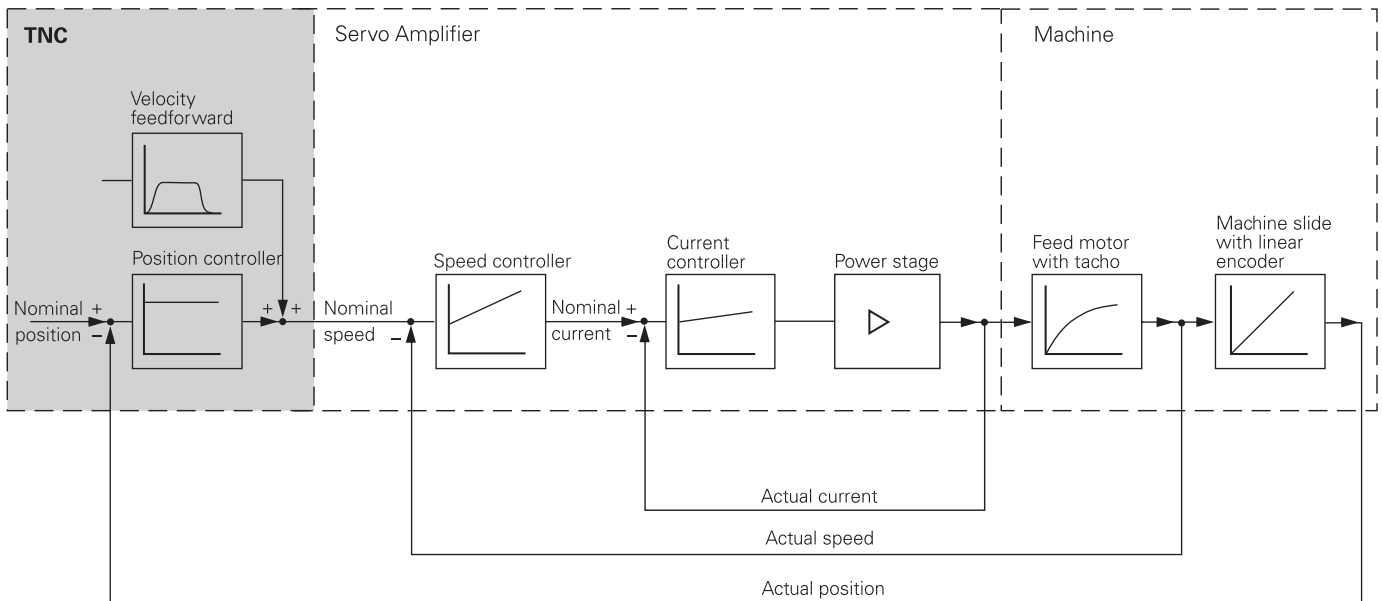 TNC
Servo Amplifier
Machine
Velocity
feedforward
Position controller
Nominal +
position −
+ +
Nominal
speed −
Speed controller
Nominal +
current −
Current
controller
Power stage
Feed motor
with tacho
Machine slide
with linear
encoder
Actual current
Actual speed
Actual position